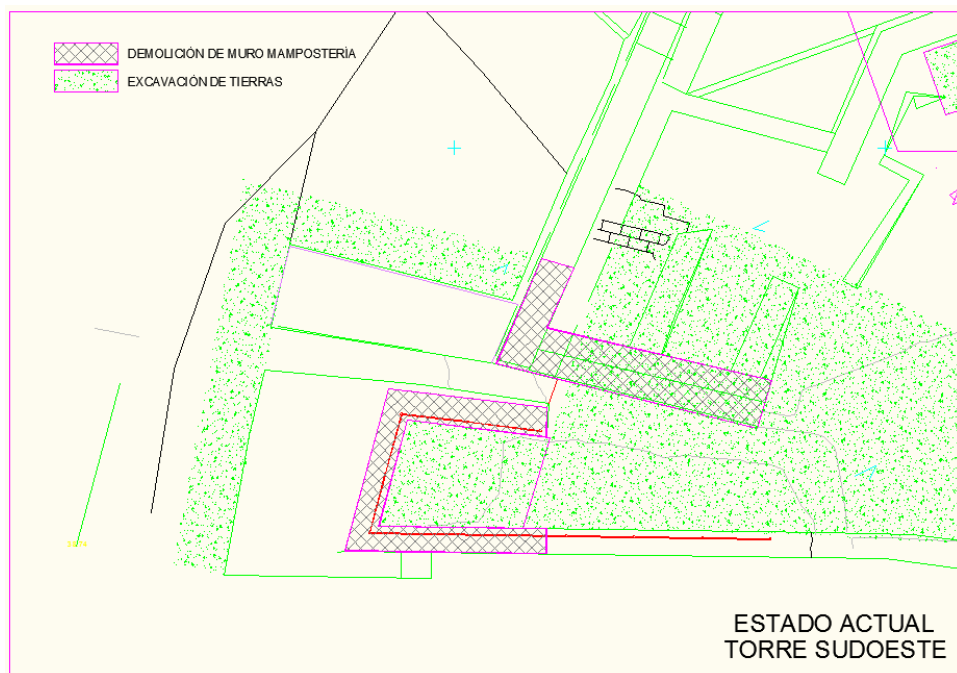 DEMOLICIÓN DE MURO MAMPOSTERÍA
EXCAVACIÓN DE TIERRAS
ESTADO ACTUAL
TORRE SUDOESTE